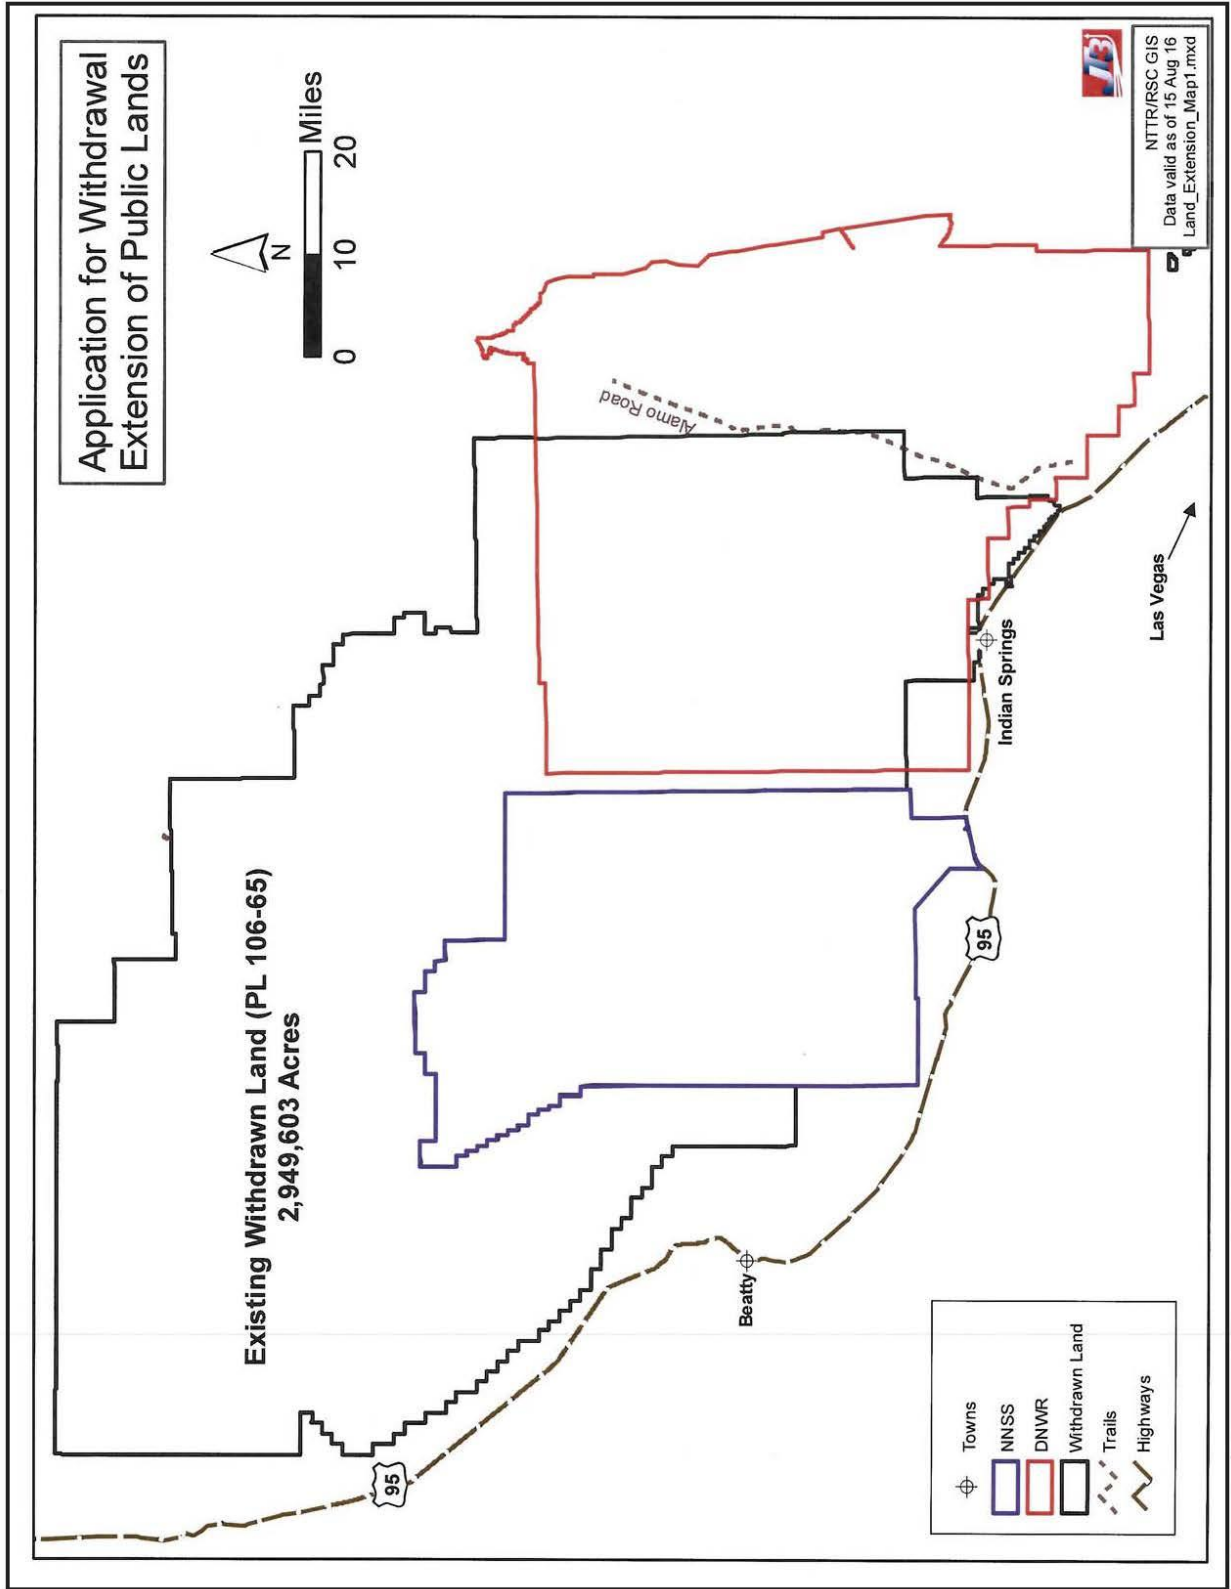 Application for Withdrawal
Extension of Public Lands
N
0 10 20 Miles
Existing Withdrawn Land (PL 106-65)
2,949,603 Acres
Alamo Road
95
Beatty
95
Indian Springs
Las Vegas
Towns
NNSS
DNWR
Withdrawn Land
Trails
Highways
JB3
NTTR/RSC GIS
Data valid as of 15 Aug 16
Land_Extension_Map1.mxd